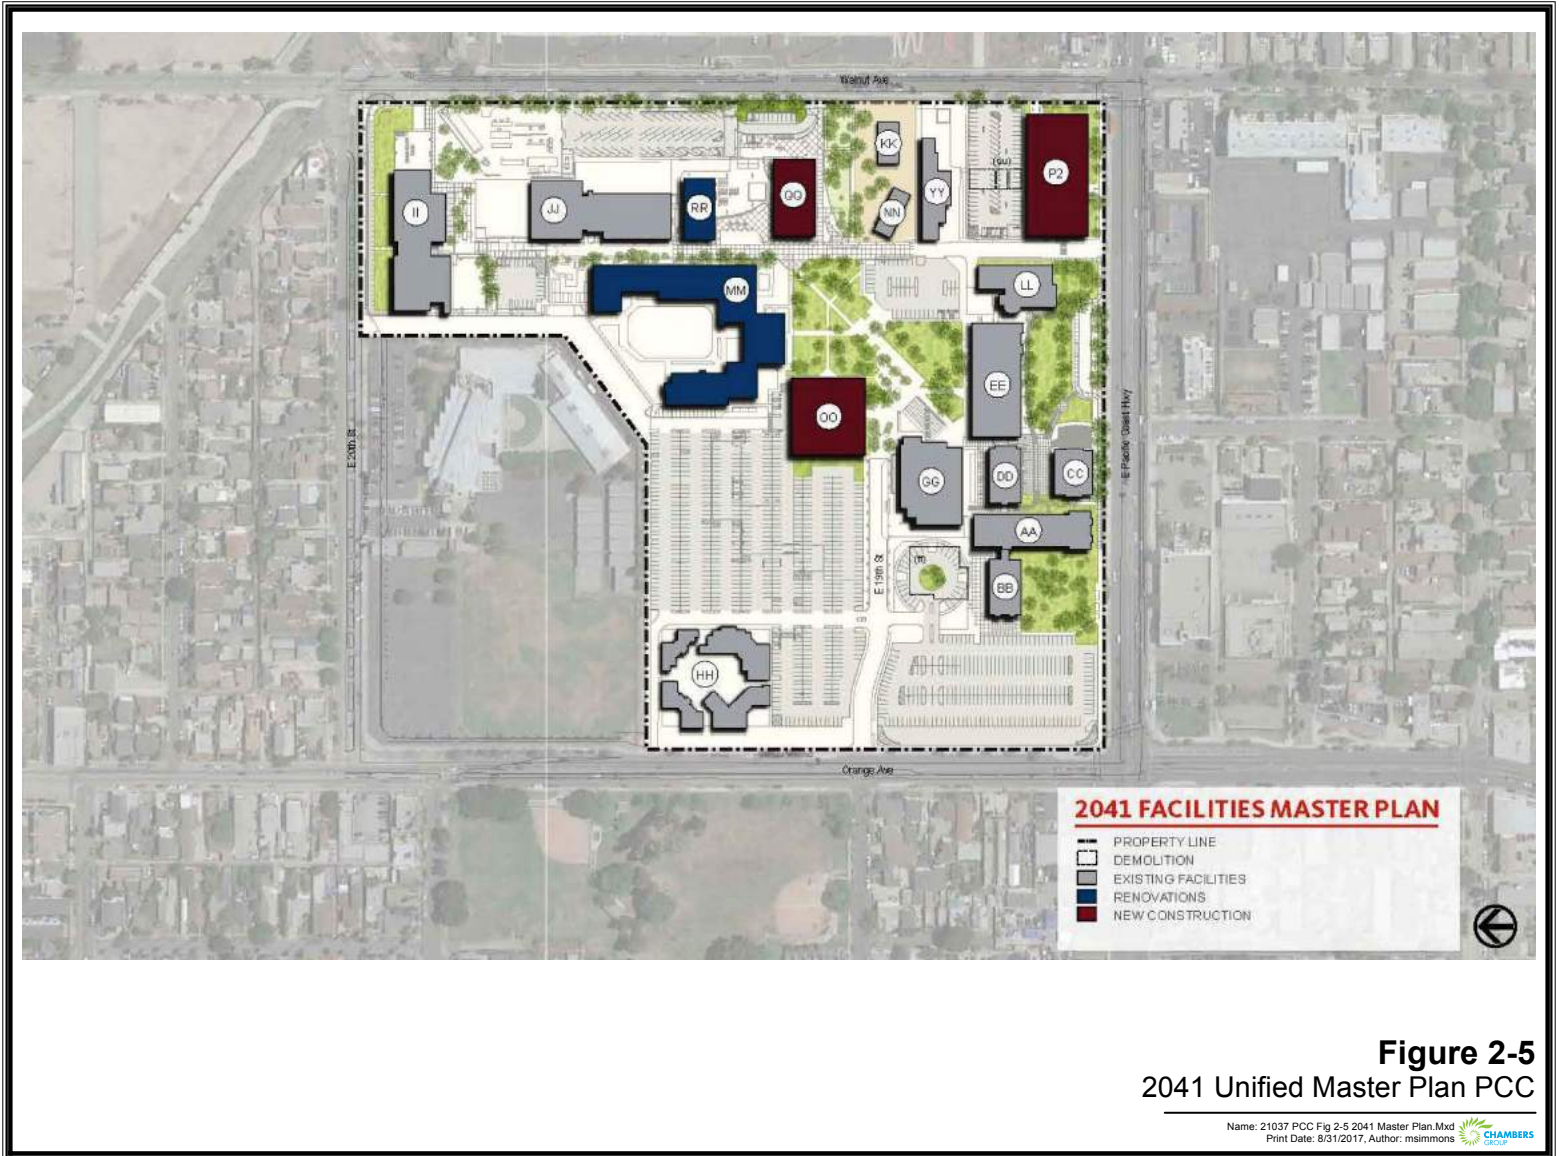 Walnut Ave
KK
P2
(uu)
II
JJ
RR
QQ
NN
YY
MM
LL
EE
OO
E 20th St
E Pacific Coast Hwy
GG
DD
CC
AA
(ff)
E 19th St
BB
HH
Orange Ave
2041 FACILITIES MASTER PLAN
PROPERTY LINE
DEMOLITION
EXISTING FACILITIES
RENOVATIONS
NEW CONSTRUCTION
Figure 2-5
2041 Unified Master Plan PCC
Name: 21037 PCC Fig 2-5 2041 Master Plan.Mxd
Print Date: 8/31/2017, Author: msimmons
CHAMBERS
GROUP